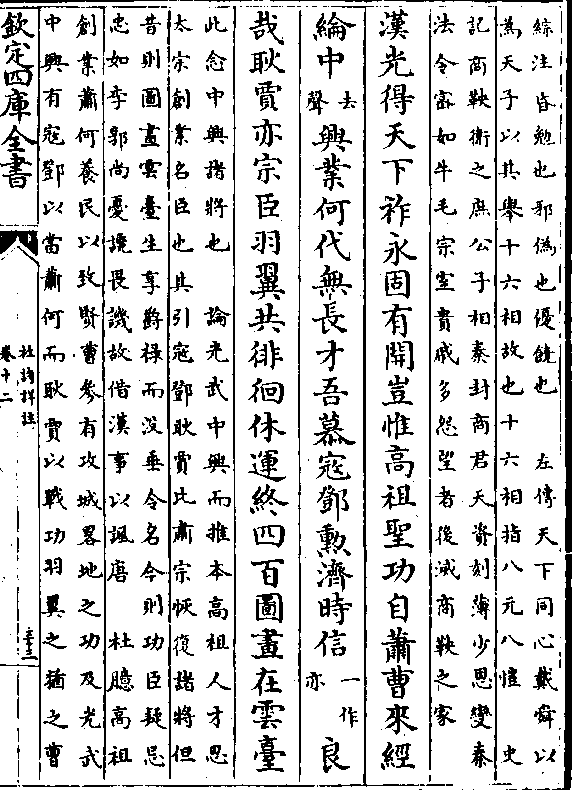 綜注皆勉也邪僞也優饒也　左傳天下同心戴舜以
為天子以其舉十六相故也十六相指八元八愷　史
記商鞅衛之庶公子相秦封商君天資刻薄少恩變秦
法令密如牛毛宗室貴戚多怨望者後滅商鞅之家
漢光得天下祚永固有開豈惟高祖聖功自蕭曹來經
綸中去聲興業何代無長才吾慕寇鄧勲濟時信一作亦良
哉耿賈亦宗臣羽翼共徘徊休運終四百圖畫在雲臺
此念中興諸將也　論光武中興而推本高祖人才思
太宗創業名臣也其引寇鄧耿賈比肅宗恢復諸將但
昔則圖畫雲臺生享爵祿而沒垂令名今則功臣疑忌
忠如李郭尚憂讒畏譏故借漢事以諷唐　杜臆高祖
創業蕭何養民以致賢曹參有攻城畧地之功及光武
中興有寇鄧以當蕭何而耿賈以戰功羽翼之猶之曹
欽定四庫全書
杜詩詳註
卷十二